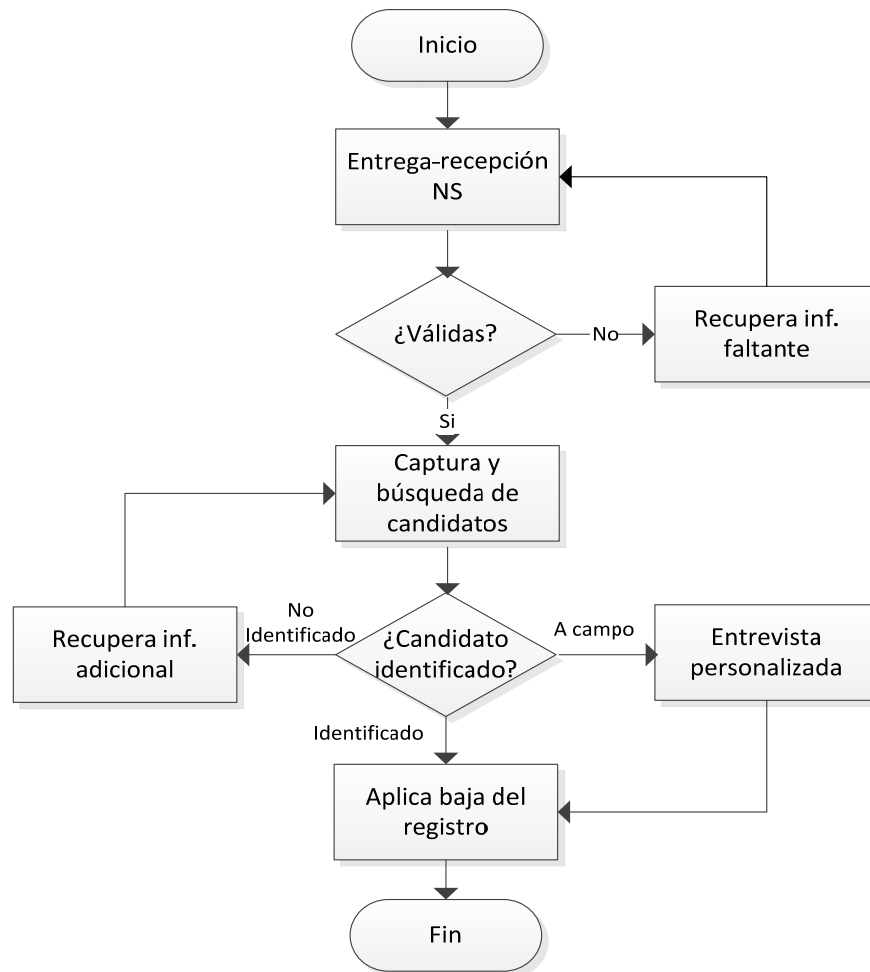 Inicio
Entrega-recepción
NS
¿Válidas?
No
Recupera inf.
faltante
Si
Captura y
búsqueda de
candidatos
No
Identificado
Recupera inf.
adicional
¿Candidato
identificado?
A campo
Entrevista
personalizada
Identificado
Aplica baja del
registro
Fin